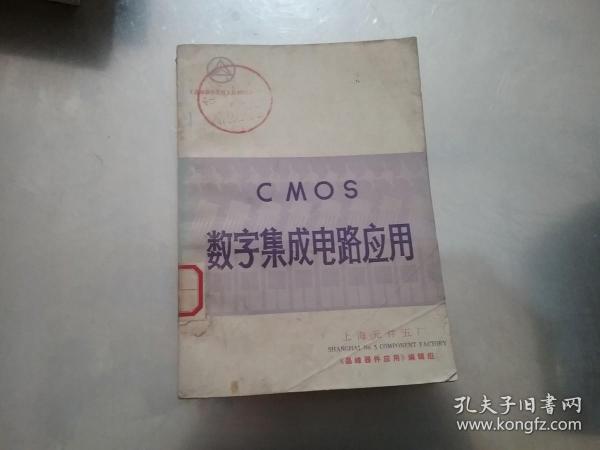 CMOS
数字集成电路应用
上海元件五厂
SHANGHAI No. 5 COMPONENT FACTORY
《晶峰器件应用》编辑组
孔夫子旧书网
www.kongfz.com